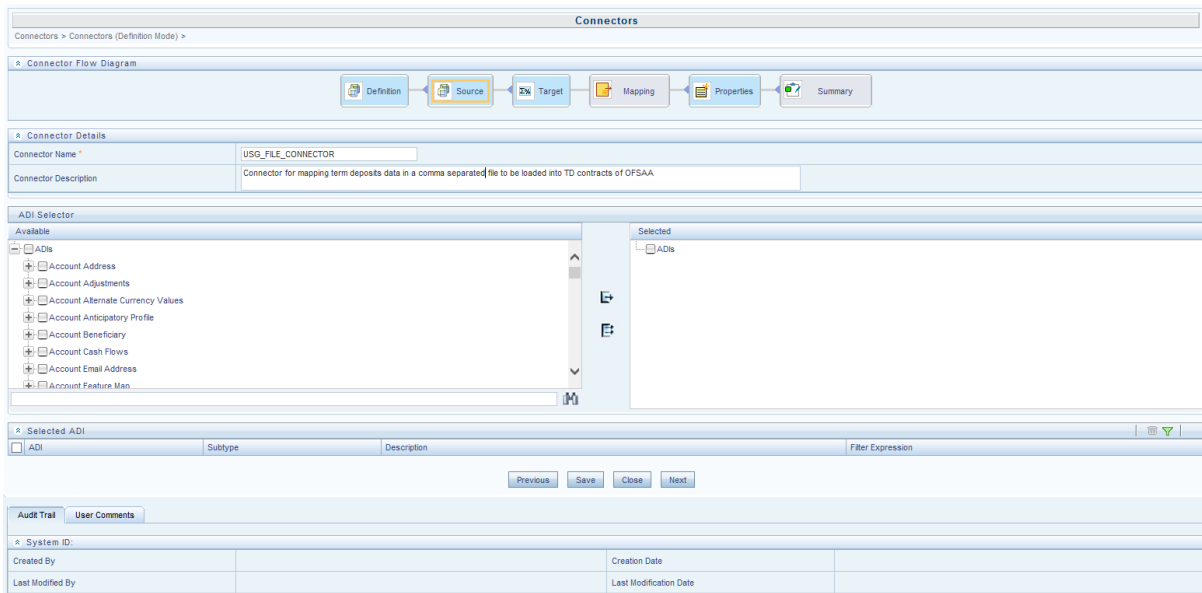 Connectors
Connectors > Connectors (Definition Mode) >
Connector Flow Diagram
Definition
Source
Target
Mapping
Properties
Summary
Connector Details
Connector Name *
USG_FILE_CONNECTOR
Connector Description
Connector for mapping term deposits data in a comma separated file to be loaded into TD contracts of OFSAA
ADI Selector
Available
Selected
ADIs
Account Address
Account Adjustments
Account Alternate Currency Values
Account Anticipatory Profile
Account Beneficiary
Account Cash Flows
Account Email Address
Account Feature Map
ADIs
Selected ADI
ADI
Subtype
Description
Filter Expression
Previous
Save
Close
Next
Audit Trail
User Comments
System ID:
Created By
Creation Date
Last Modified By
Last Modification Date